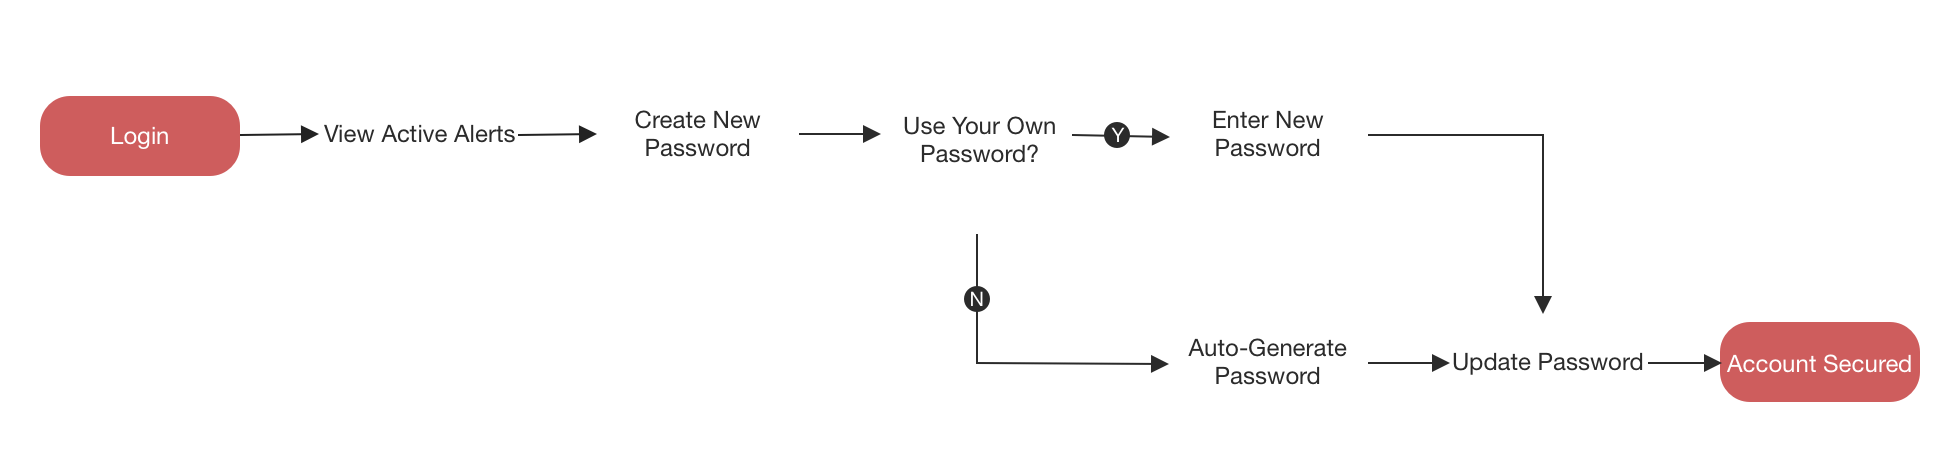 Login
View Active Alerts
Create New
Password
Use Your Own
Password?
Y
Enter New
Password
N
Auto-Generate
Password
Update Password
Account Secured